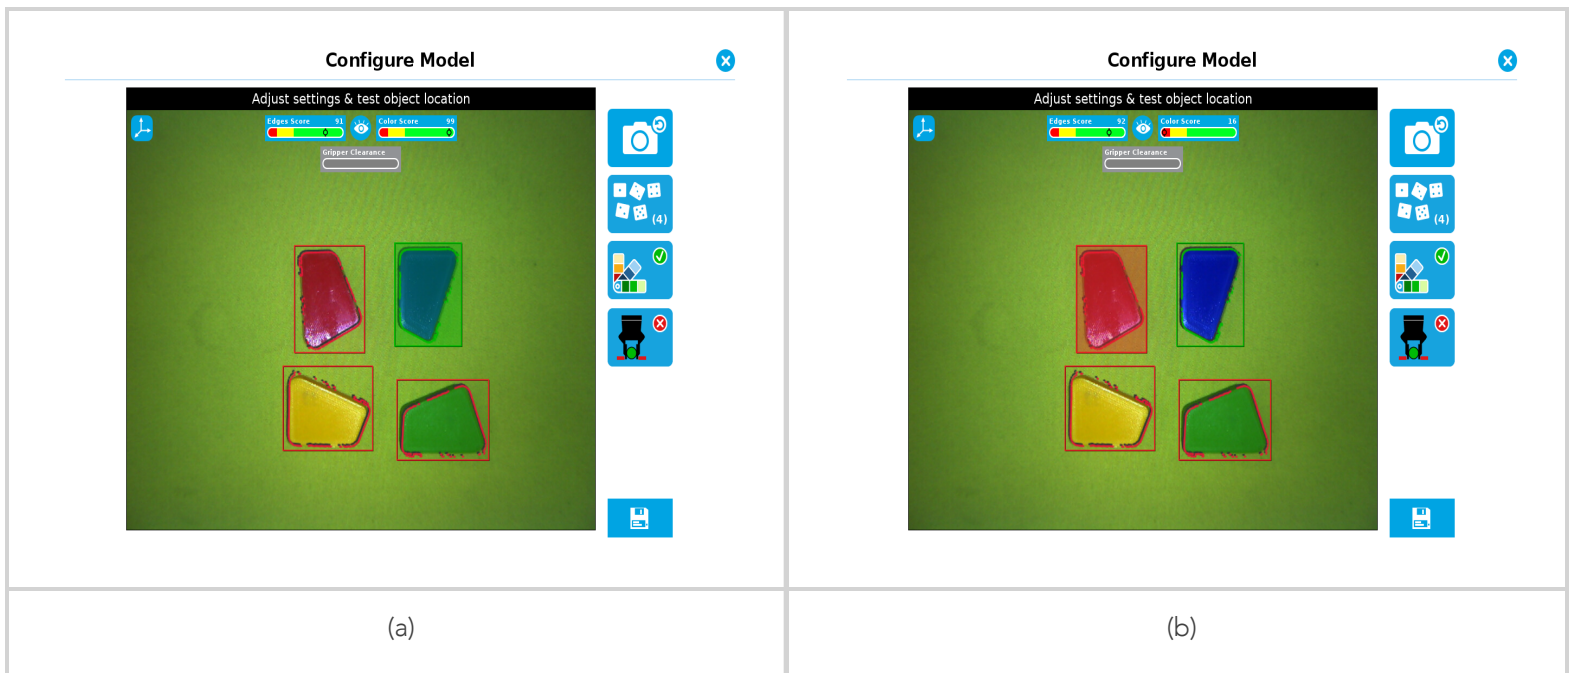 Configure Model
Adjust settings & test object location
Edges Score 91
Color Score 99
Gripper Clearance
(4)
(a)
Configure Model
Adjust settings & test object location
Edges Score 92
Color Score 16
Gripper Clearance
(4)
(b)